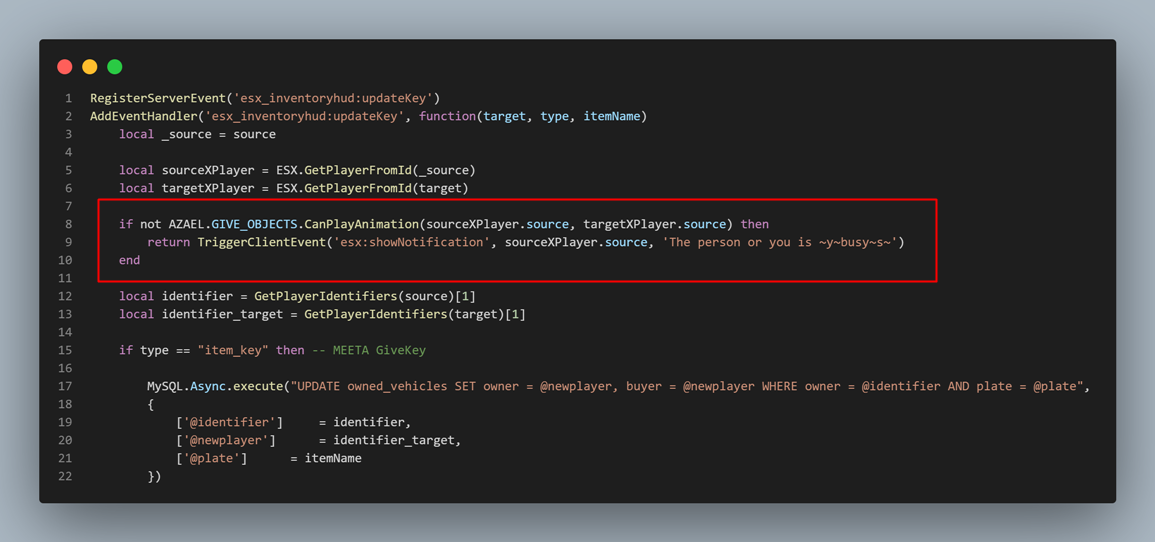 1 RegisterServerEvent('esx_inventoryhud:updateKey')
2 AddEventHandler('esx_inventoryhud:updateKey', function(target, type, itemName)
3     local _source = source
4
5     local sourceXPlayer = ESX.GetPlayerFromId(_source)
6     local targetXPlayer = ESX.GetPlayerFromId(target)
7
8     if not AZAEL.GIVE_OBJECTS.CanPlayAnimation(sourceXPlayer.source, targetXPlayer.source) then
9         return TriggerClientEvent('esx:showNotification', sourceXPlayer.source, 'The person or you is ~y~busy~s~')
10     end
11
12     local identifier = GetPlayerIdentifiers(source)[1]
13     local identifier_target = GetPlayerIdentifiers(target)[1]
14
15     if type == "item_key" then -- MEETA GiveKey
16
17         MySQL.Async.execute("UPDATE owned_vehicles SET owner = @newplayer, buyer = @newplayer WHERE owner = @identifier AND plate = @plate",
18         {
19             ['@identifier']     = identifier,
20             ['@newplayer']      = identifier_target,
21             ['@plate']      = itemName
22         })